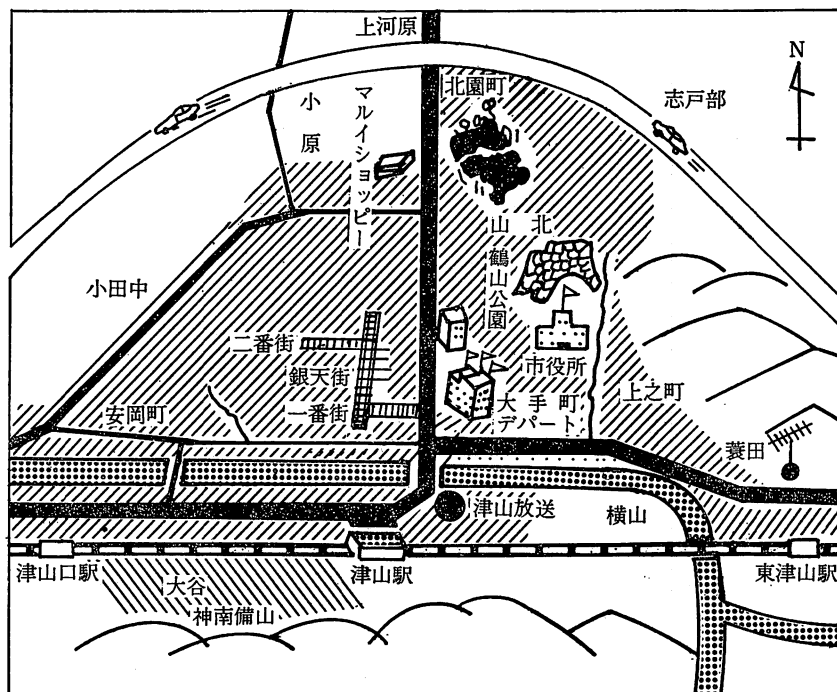 上河原
N
北園町
志戸部
小原
マルイショッピー
山北
鶴山公園
小田中
二番街
銀天街
一番街
安岡町
市役所
大手町
デパート
上之町
蓑田
津山放送
横山
津山口駅
津山駅
東津山駅
大谷
神南備山